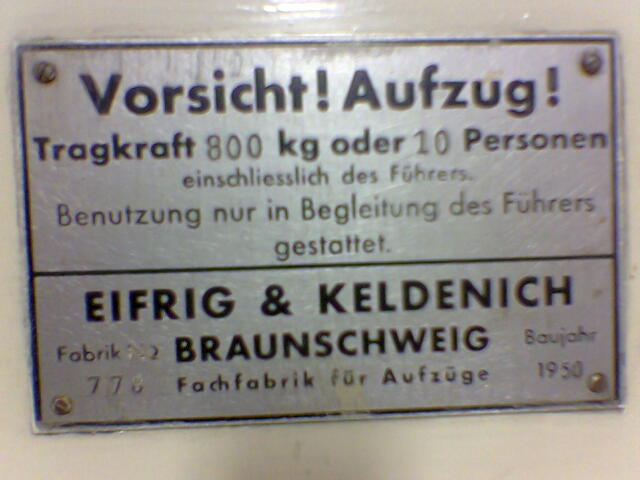 Vorsicht! Aufzug!
Tragkraft 800 kg oder 10 Personen
einschliesslich des Führers.
Benutzung nur in Begleitung des Führers
gestattet.
EIFRIG & KELDENICH
Fabrik BRAUNSCHWEIG Baujahr
Fachfabrik für Aufzüge 1950